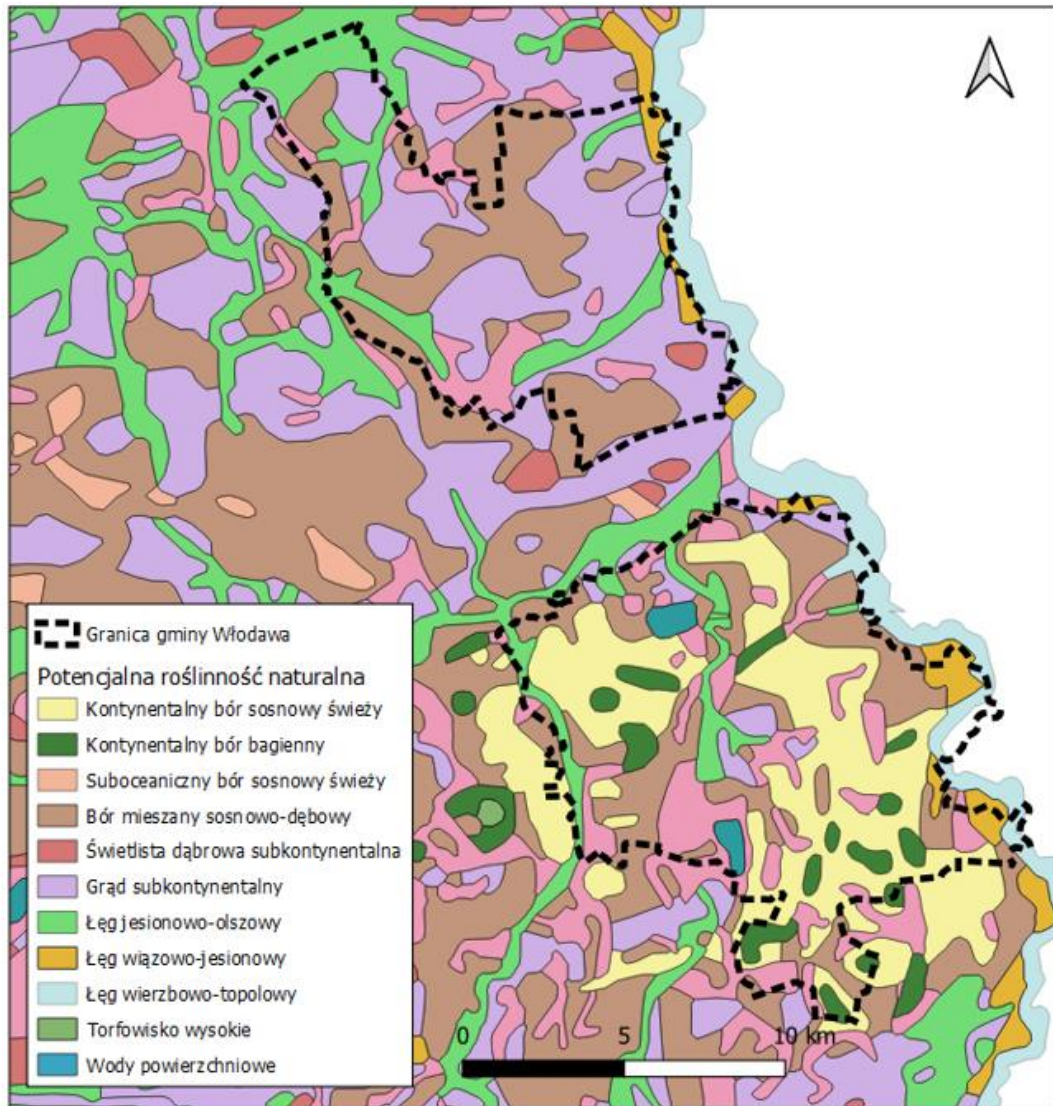 Granica gminy Włodawa
Potencjalna roślinność naturalna
Kontynentalny bór sosnowy świeży
Kontynentalny bór bagienny
Suboceaniczny bór sosnowy świeży
Bór mieszany sosnowo-dębowy
Świetlista dąbrowa subkontynentalna
Grąd subkontynentalny
Łęg jesionowo-olszowy
Łęg wiązowo-jesionowy
Łęg wierzbowo-topolowy
Torfowisko wysokie
Wody powierzchniowe
0 5 10 km